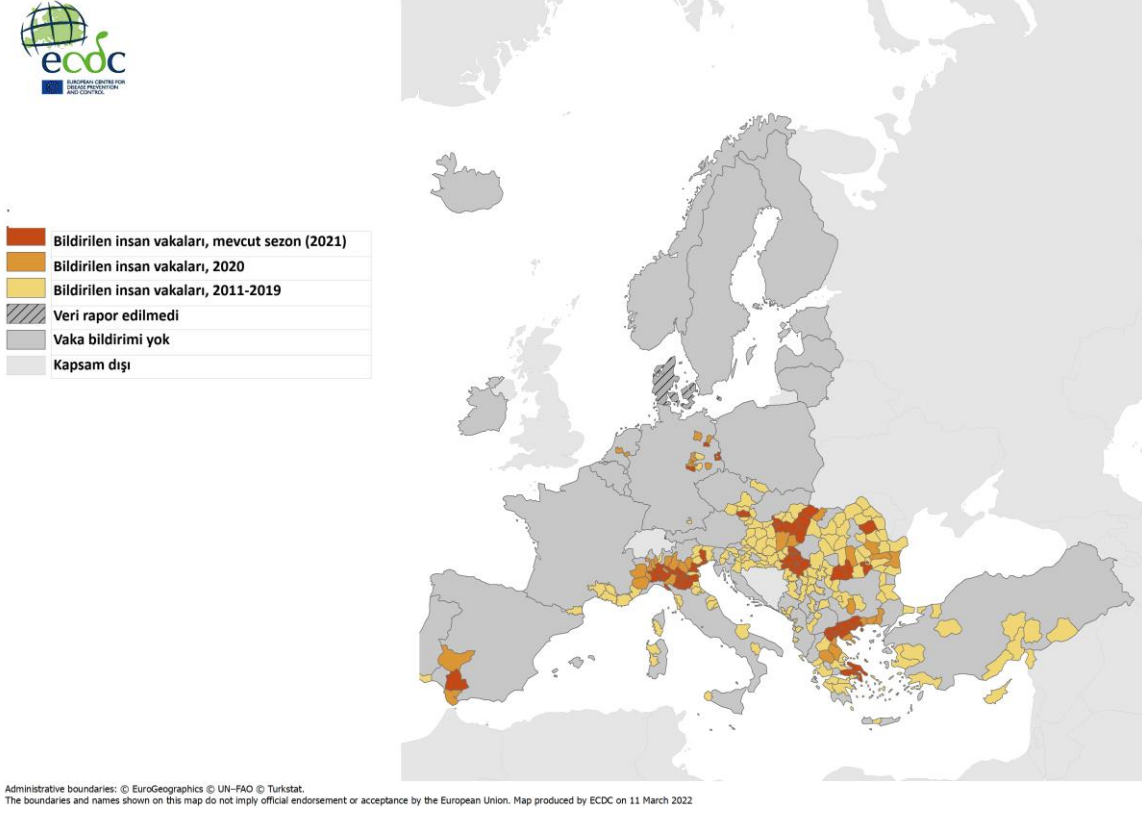 ecdc
EUROPEAN CENTRE FOR
DISEASE PREVENTION
AND CONTROL
Bildirilen insan vakaları, mevcut sezon (2021)
Bildirilen insan vakaları, 2020
Bildirilen insan vakaları, 2011-2019
Veri rapor edilmedi
Vaka bildirimi yok
Kapsam dışı
Administrative boundaries: © EuroGeographics © UN–FAO © Turkstat.
The boundaries and names shown on this map do not imply official endorsement or acceptance by the European Union. Map produced by ECDC on 11 March 2022